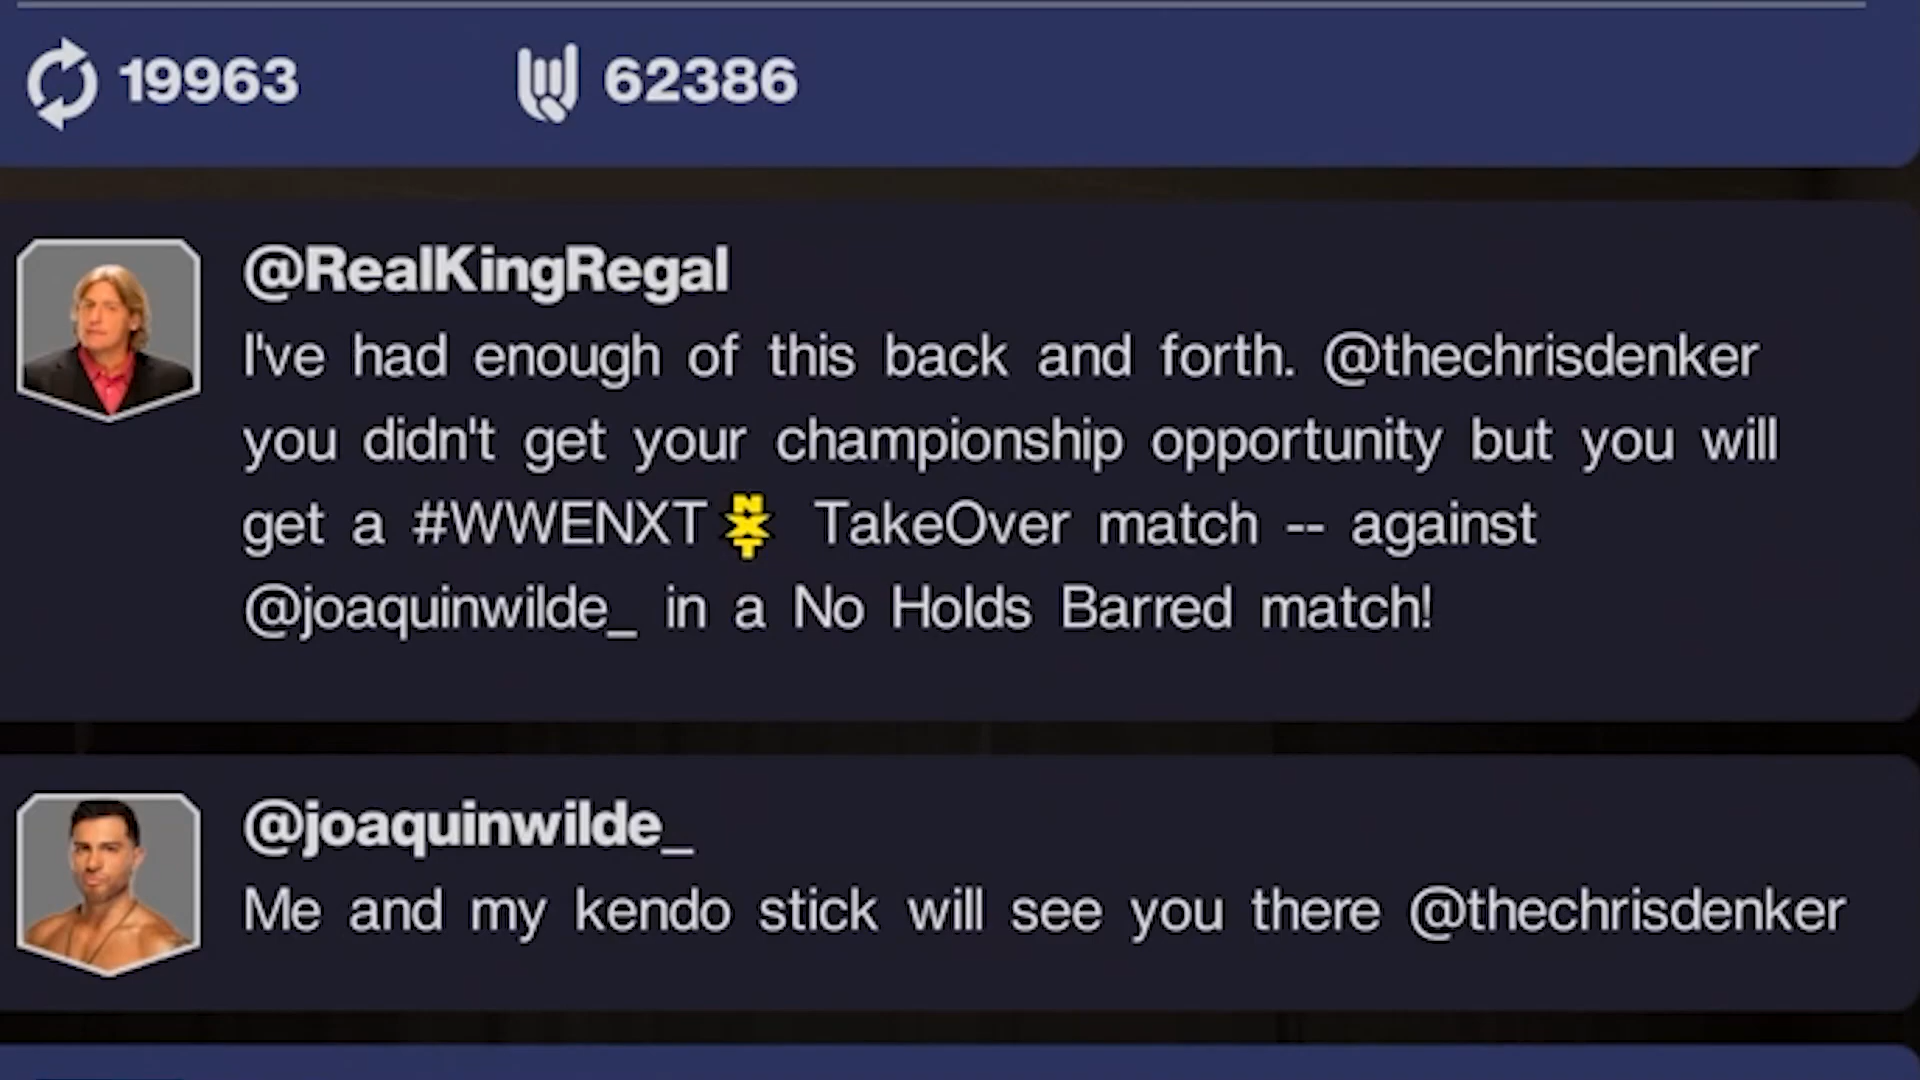 19963 62386
@RealKingRegal
I've had enough of this back and forth. @thechrisdenker
you didn't get your championship opportunity but you will
get a #WWENXT NXT TakeOver match -- against
@joaquinwilde_ in a No Holds Barred match!
@joaquinwilde_
Me and my kendo stick will see you there @thechrisdenker